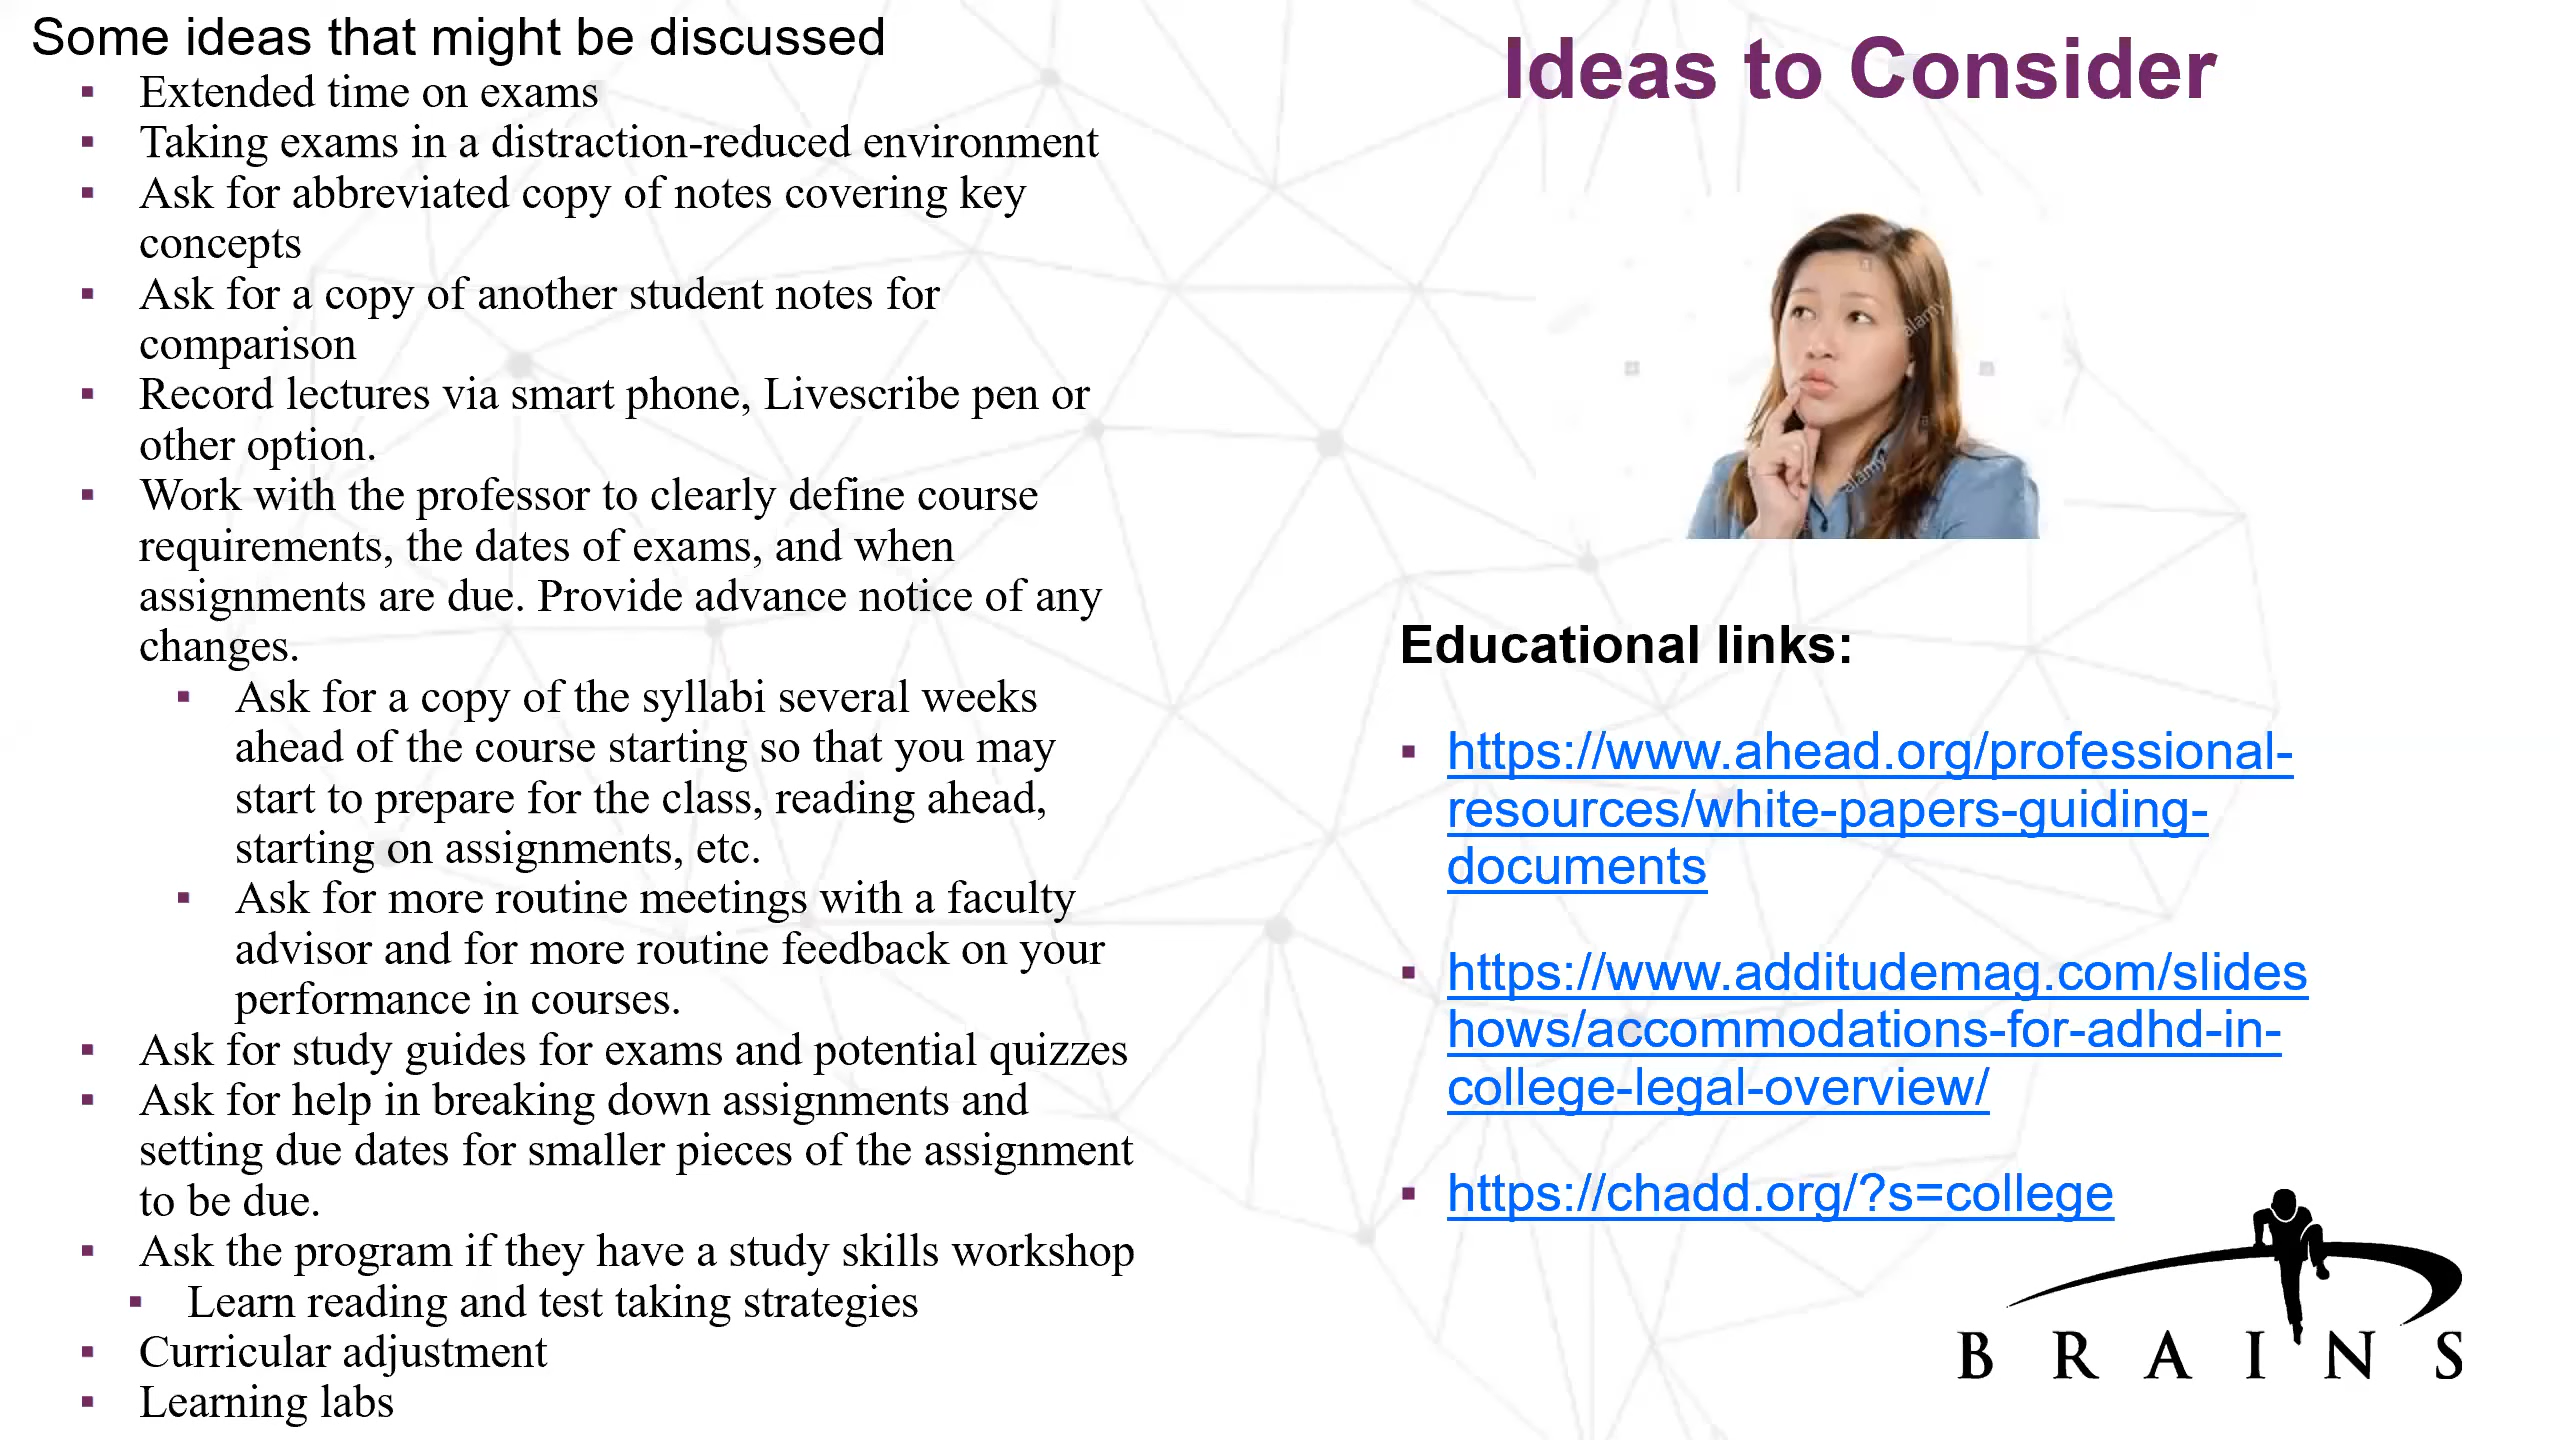 Some ideas that might be discussed
▪ Extended time on exams
▪ Taking exams in a distraction-reduced environment
▪ Ask for abbreviated copy of notes covering key
concepts
▪ Ask for a copy of another student notes for
comparison
▪ Record lectures via smart phone, Livescribe pen or
other option.
▪ Work with the professor to clearly define course
requirements, the dates of exams, and when
assignments are due. Provide advance notice of any
changes.
▪ Ask for a copy of the syllabi several weeks
ahead of the course starting so that you may
start to prepare for the class, reading ahead,
starting on assignments, etc.
▪ Ask for more routine meetings with a faculty
advisor and for more routine feedback on your
performance in courses.
▪ Ask for study guides for exams and potential quizzes
▪ Ask for help in breaking down assignments and
setting due dates for smaller pieces of the assignment
to be due.
▪ Ask the program if they have a study skills workshop
▪ Learn reading and test taking strategies
▪ Curricular adjustment
▪ Learning labs
Ideas to Consider
alamy
alamy
Educational links:
▪ https://www.ahead.org/professional-
resources/white-papers-guiding-
documents
▪ https://www.additudemag.com/slides
hows/accommodations-for-adhd-in-
college-legal-overview/
▪ https://chadd.org/?s=college
BRAINS